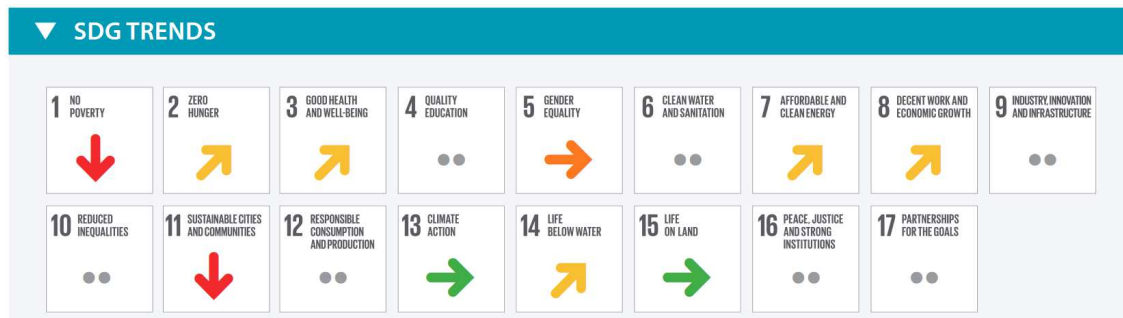 SDG TRENDS
1 NO
POVERTY
2 ZERO
HUNGER
3 GOOD HEALTH
AND WELL-BEING
4 QUALITY
EDUCATION
5 GENDER
EQUALITY
6 CLEAN WATER
AND SANITATION
7 AFFORDABLE AND
CLEAN ENERGY
8 DECENT WORK AND
ECONOMIC GROWTH
9 INDUSTRY, INNOVATION
AND INFRASTRUCTURE
10 REDUCED
INEQUALITIES
11 SUSTAINABLE CITIES
AND COMMUNITIES
12 RESPONSIBLE
CONSUMPTION
AND PRODUCTION
13 CLIMATE
ACTION
14 LIFE
BELOW WATER
15 LIFE
ON LAND
16 PEACE, JUSTICE
AND STRONG
INSTITUTIONS
17 PARTNERSHIPS
FOR THE GOALS